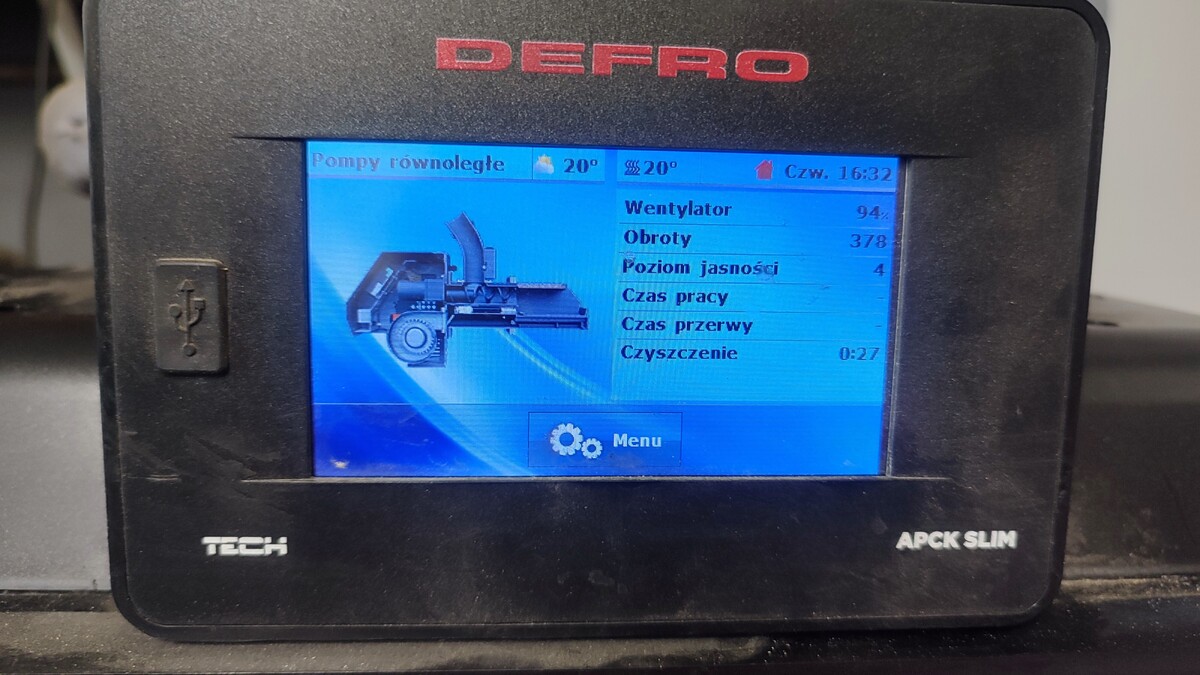 DEFRO
Pompy równoległe 20° 20° Czw. 16:32
Wentylator 94%
Obroty 378
Poziom jasności 4
Czas pracy -
Czas przerwy -
Czyszczenie 0:27
Menu
TECH
APCK SLIM